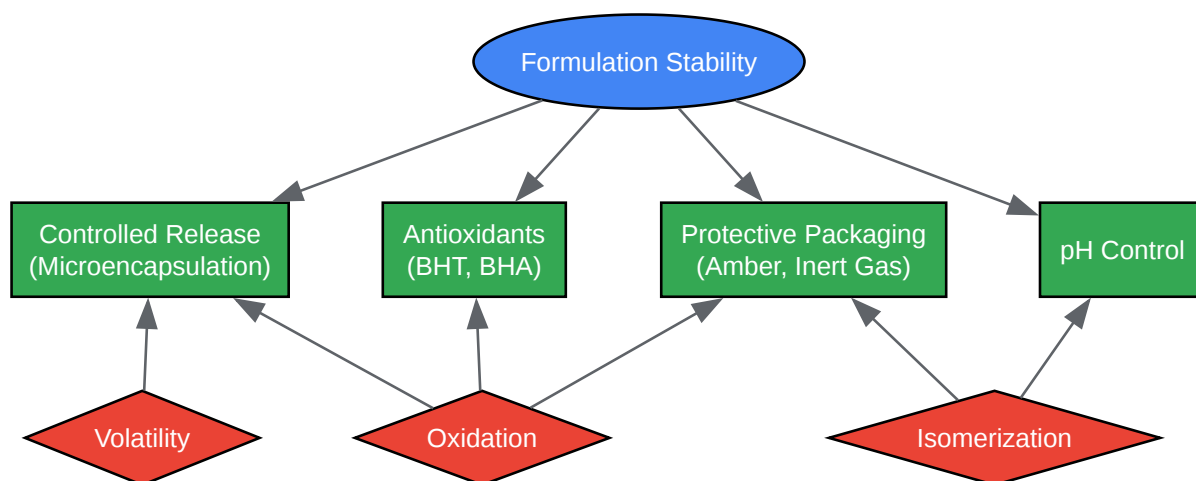 Formulation Stability
Controlled Release
(Microencapsulation)
Antioxidants
(BHT, BHA)
Protective Packaging
(Amber, Inert Gas)
pH Control
Volatility
Oxidation
Isomerization